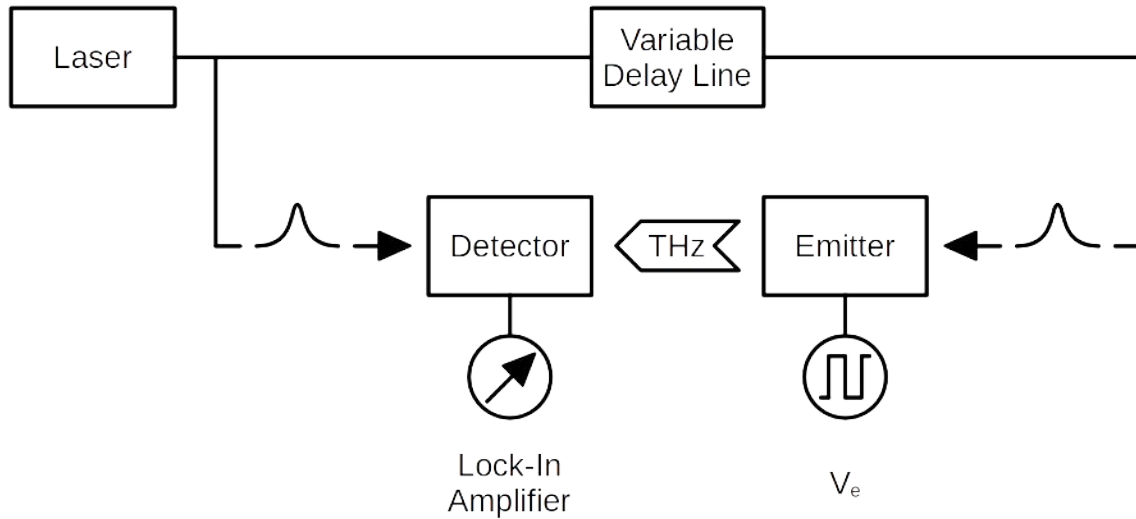 Laser
Variable
Delay Line
Detector
THz
Emitter
Lock-In
Amplifier
Vₑ